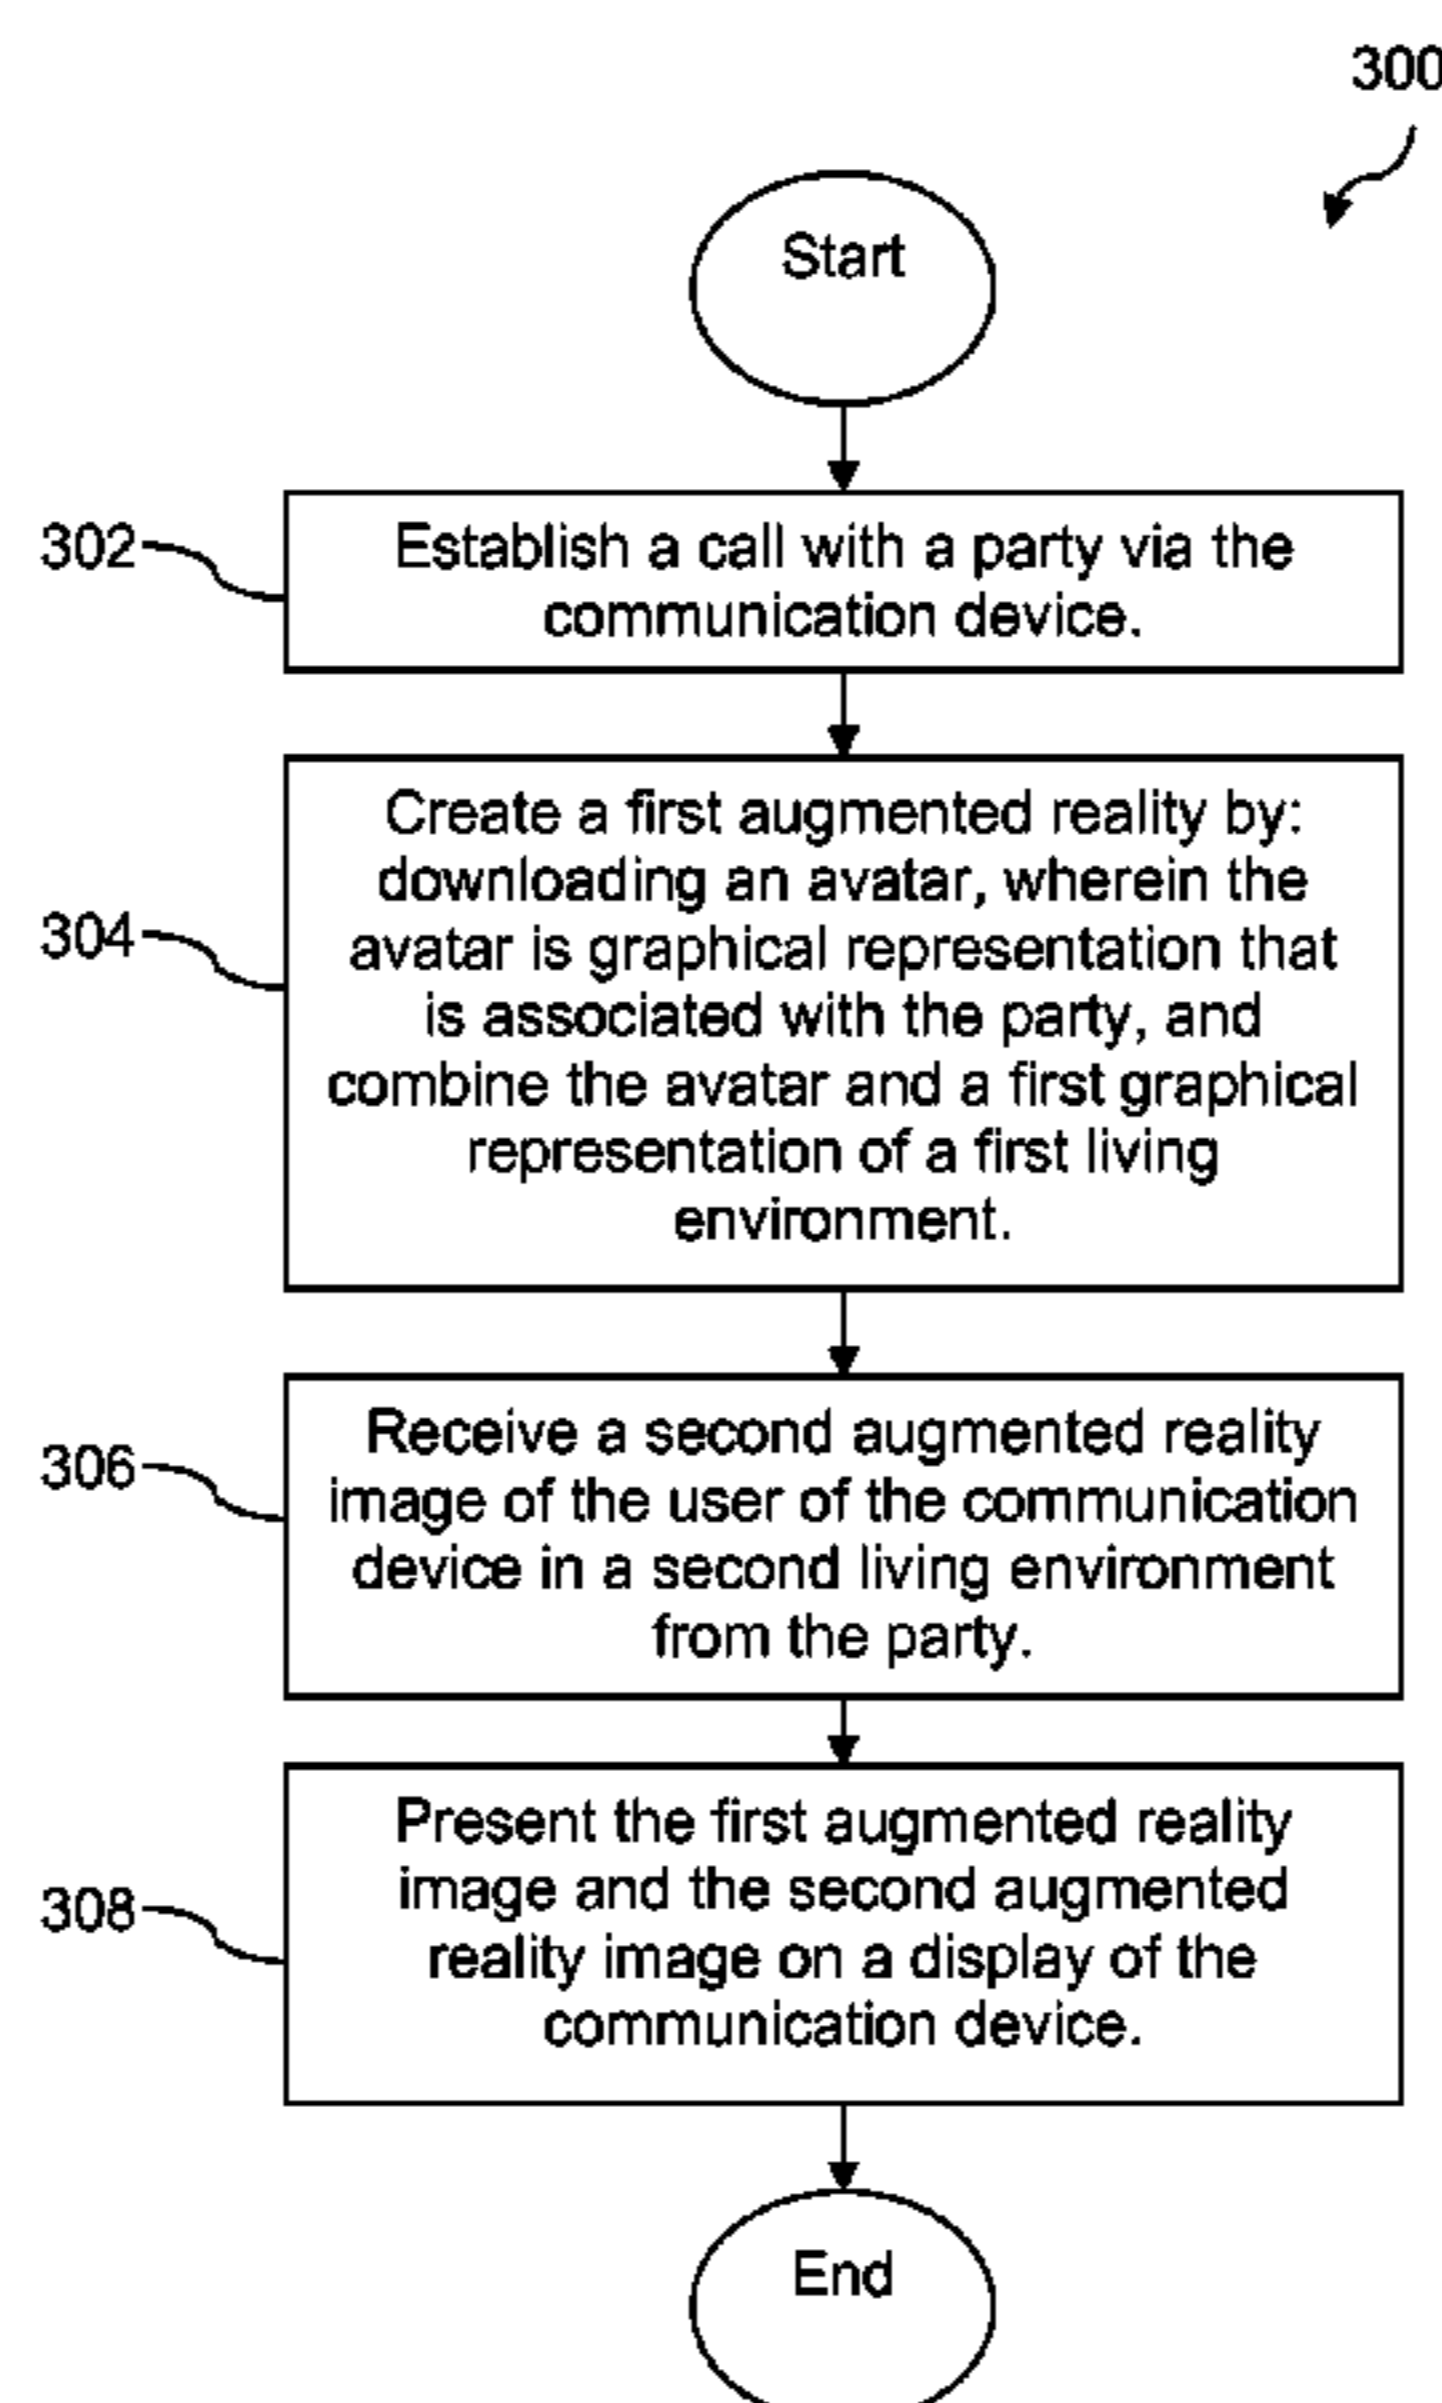 300
Start
302
Establish a call with a party via the
communication device.
304
Create a first augmented reality by:
downloading an avatar, wherein the
avatar is graphical representation that
is associated with the party, and
combine the avatar and a first graphical
representation of a first living
environment.
306
Receive a second augmented reality
image of the user of the communication
device in a second living environment
from the party.
308
Present the first augmented reality
image and the second augmented
reality image on a display of the
communication device.
End